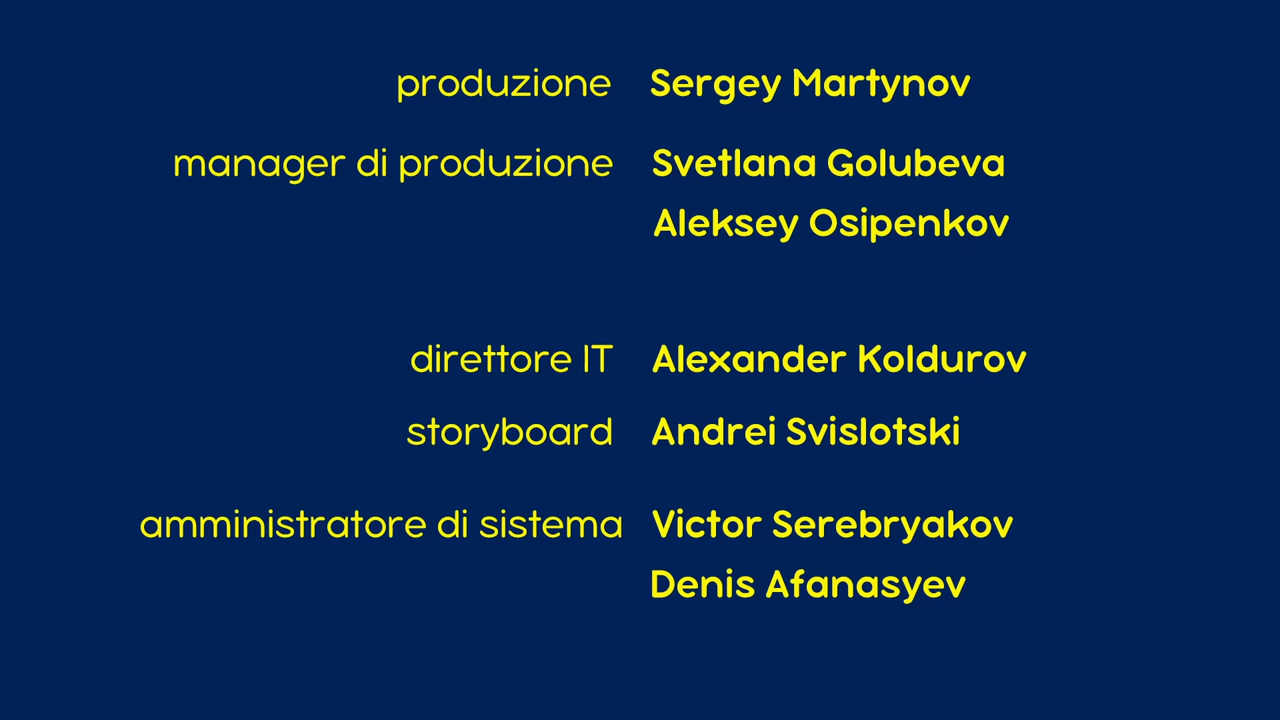 produzione Sergey Martynov
manager di produzione Svetlana Golubeva
Aleksey Osipenkov
direttore IT Alexander Koldurov
storyboard Andrei Svislotski
amministratore di sistema Victor Serebryakov
Denis Afanasyev